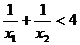 1/x₁ + 1/x₂ < 4